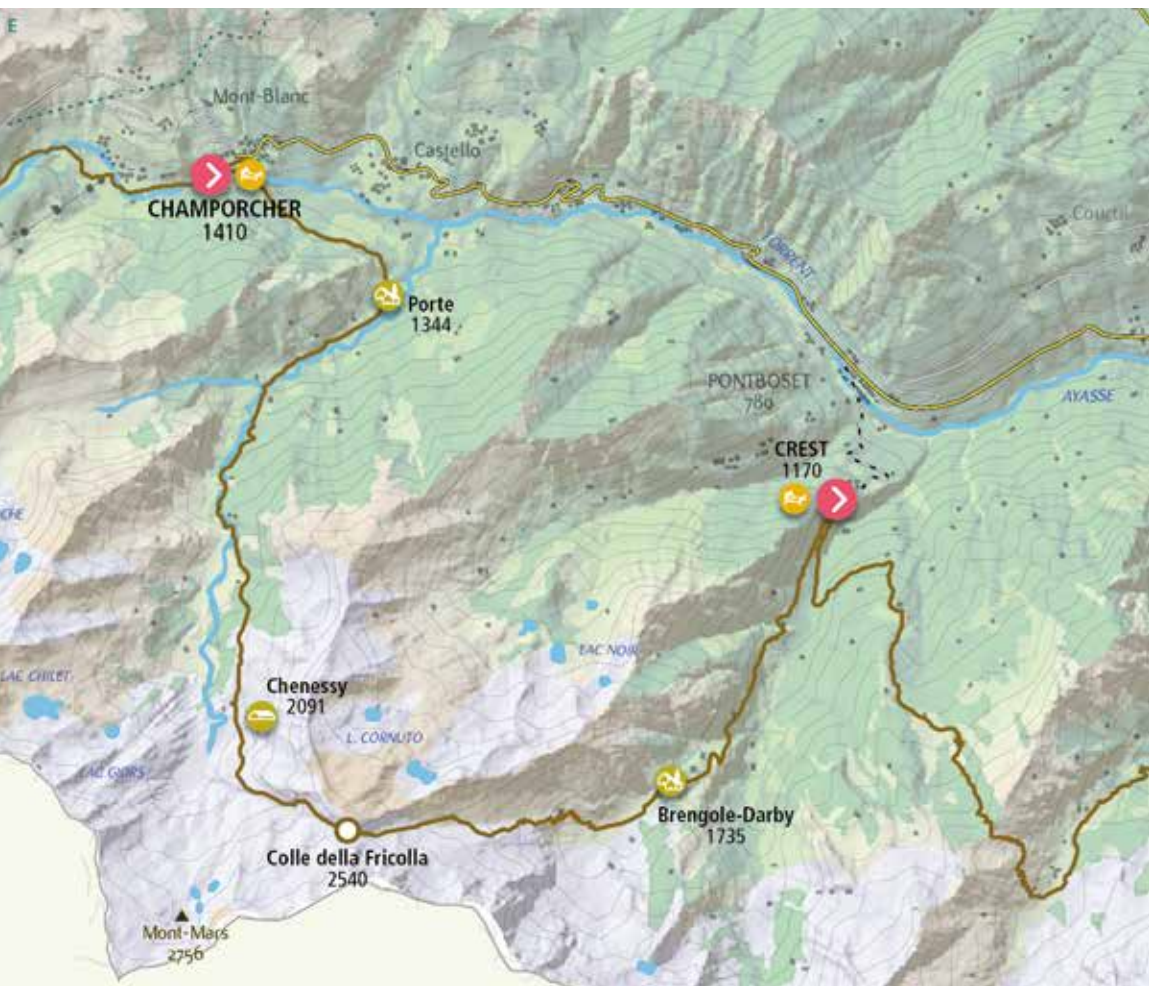 E
Mont-Blanc
Castello
CHAMPORCHER
1410
Courtil
TORRENT
Porte
1344
PONTBOSET
780
AYASSE
CREST
1170
LAC NOIR
LAC CHILET
Chenessy
2091
L. CORNUTO
LAC GIORS
Brengole-Darby
1735
Colle della Fricolla
2540
Mont-Mars
2756